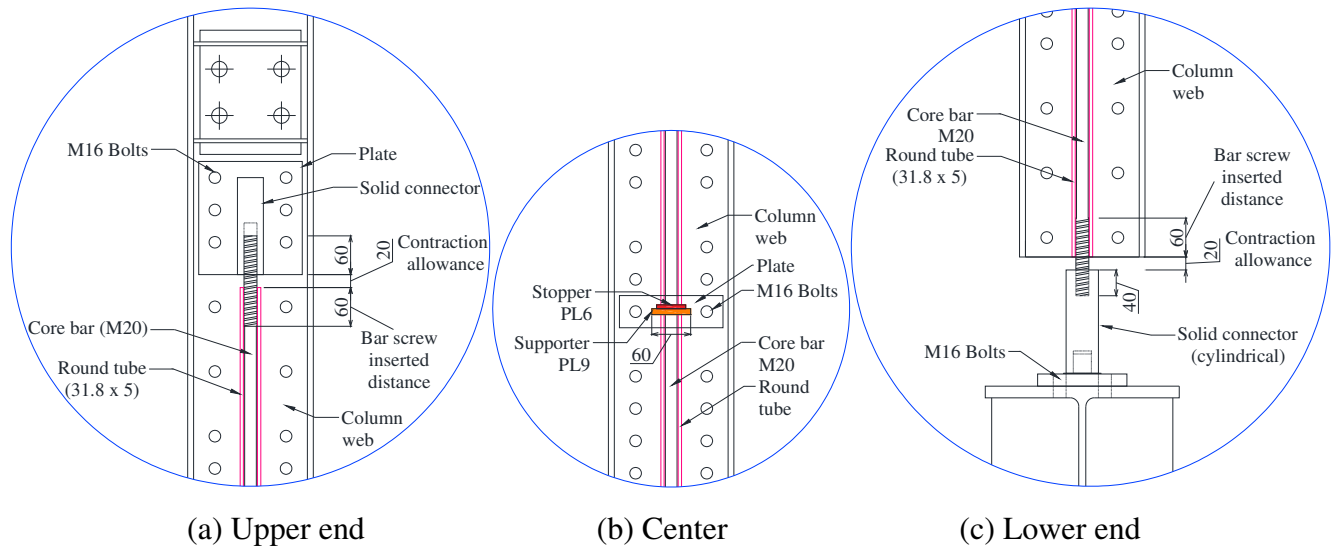 M16 Bolts
Plate
Solid connector
60
20
Contraction
allowance
60
Core bar (M20)
Bar screw
inserted
distance
Round tube
(31.8 x 5)
Column
web
(a) Upper end
Column
web
Plate
Stopper
PL6
M16 Bolts
Supporter
PL9
60
Core bar
M20
Round
tube
(b) Center
Column
web
Core bar
M20
Round tube
(31.8 x 5)
Bar screw
inserted
distance
60
20
Contraction
allowance
40
Solid connector
(cylindrical)
M16 Bolts
(c) Lower end